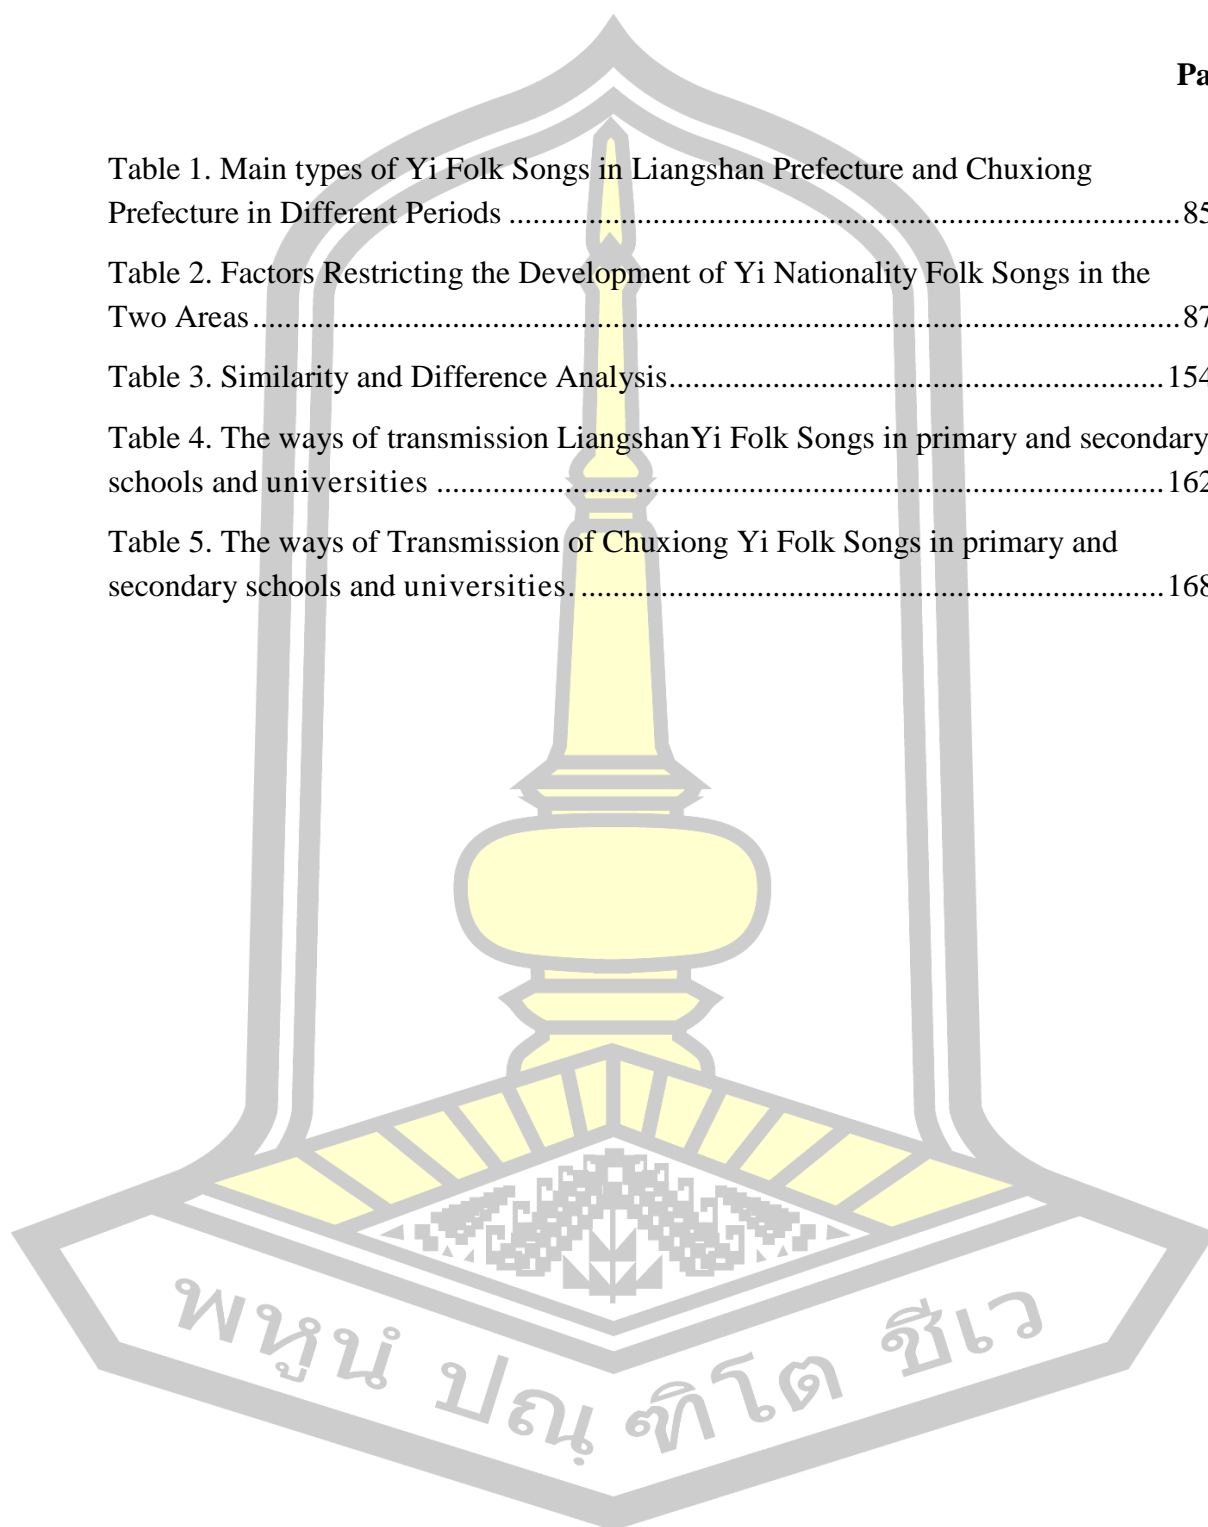 Pa
Table 1. Main types of Yi Folk Songs in Liangshan Prefecture and Chuxiong
Prefecture in Different Periods ....................................................................................85
Table 2. Factors Restricting the Development of Yi Nationality Folk Songs in the
Two Areas....................................................................................................................87
Table 3. Similarity and Difference Analysis..............................................................154
Table 4. The ways of transmission LiangshanYi Folk Songs in primary and secondary
schools and universities ...........................................................................................162
Table 5. The ways of Transmission of Chuxiong Yi Folk Songs in primary and
secondary schools and universities. .........................................................................168
พหูนํ ปณฺฑิโต ชีเว